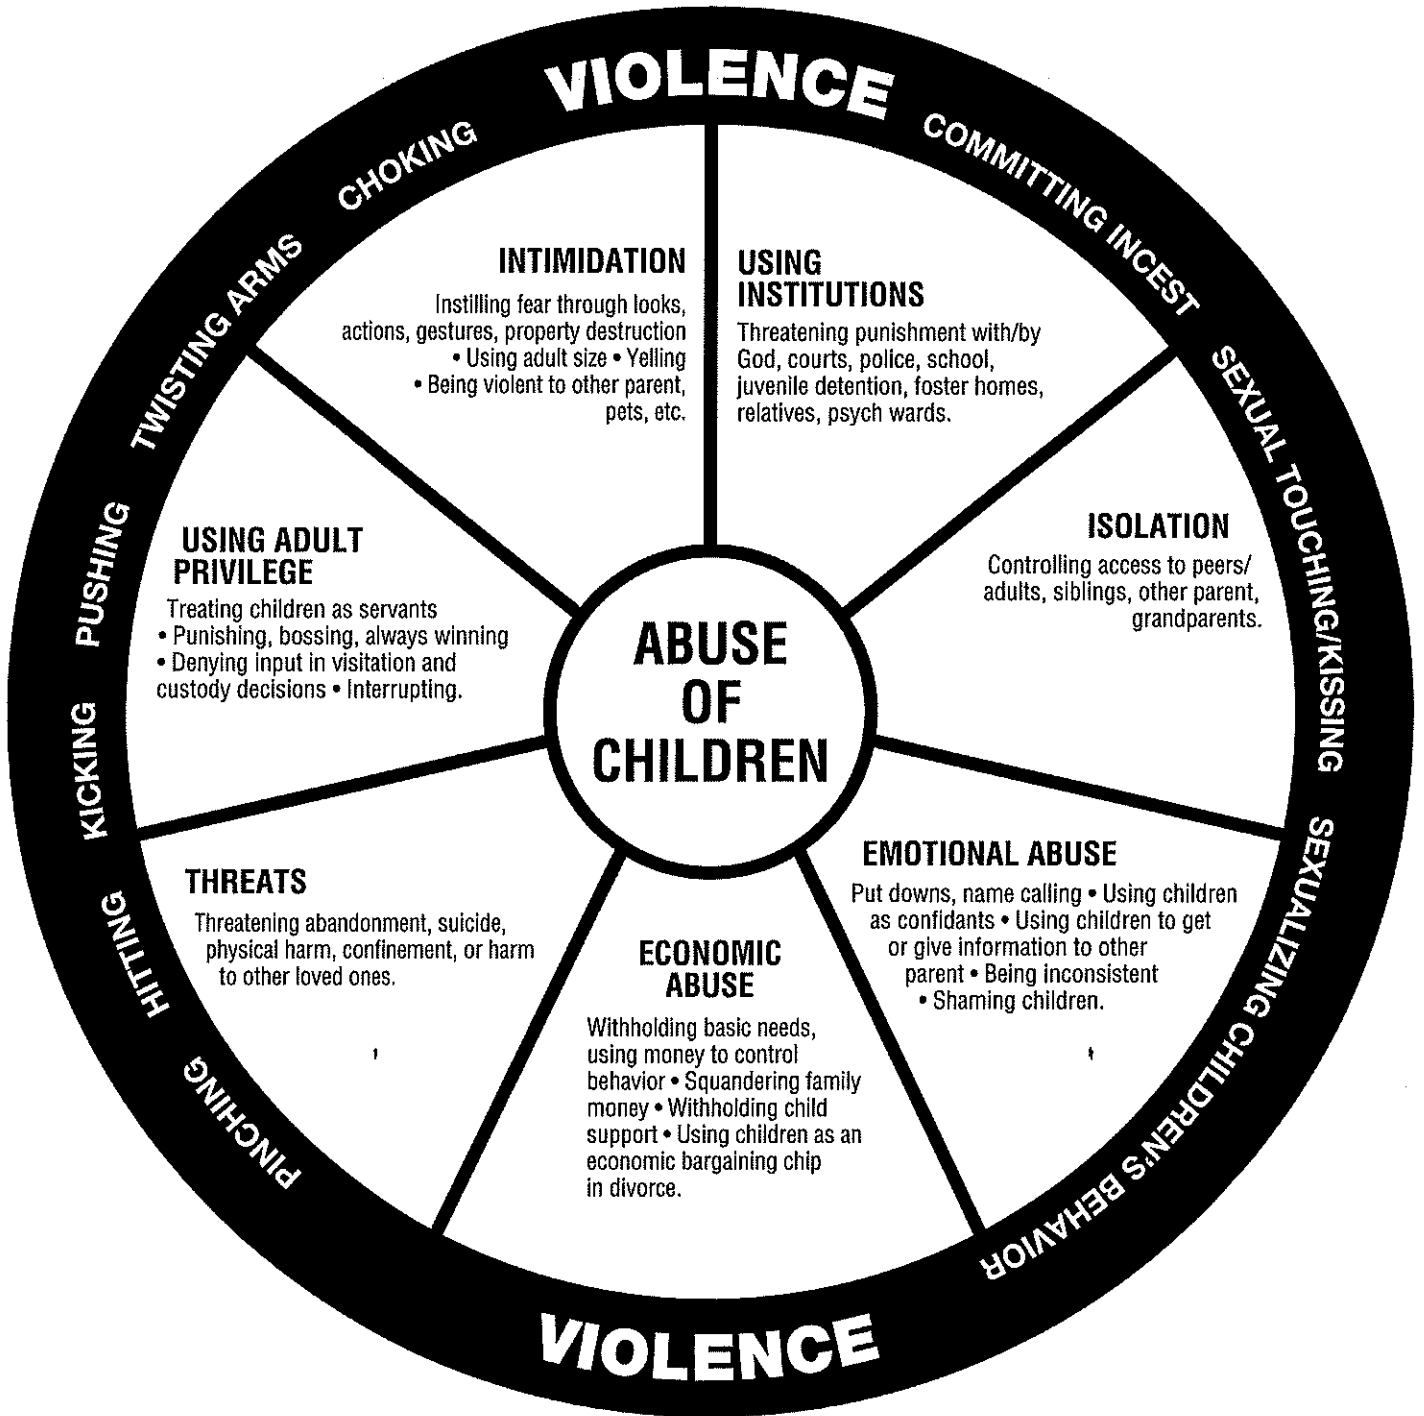 VIOLENCE
COMMITTING INCEST
SEXUAL TOUCHING/KISSING
SEXUALIZING CHILDREN'S BEHAVIOR
VIOLENCE
PINCHING
HITTING
KICKING
PUSHING
TWISTING ARMS
CHOKING
INTIMIDATION
Instilling fear through looks,
actions, gestures, property destruction
• Using adult size • Yelling
• Being violent to other parent,
pets, etc.
USING
INSTITUTIONS
Threatening punishment with/by
God, courts, police, school,
juvenile detention, foster homes,
relatives, psych wards.
ISOLATION
Controlling access to peers/
adults, siblings, other parent,
grandparents.
EMOTIONAL ABUSE
Put downs, name calling • Using children
as confidants • Using children to get
or give information to other
parent • Being inconsistent
• Shaming children.
ECONOMIC
ABUSE
Withholding basic needs,
using money to control
behavior • Squandering family
money • Withholding child
support • Using children as an
economic bargaining chip
in divorce.
THREATS
Threatening abandonment, suicide,
physical harm, confinement, or harm
to other loved ones.
USING ADULT
PRIVILEGE
Treating children as servants
• Punishing, bossing, always winning
• Denying input in visitation and
custody decisions • Interrupting.
ABUSE
OF
CHILDREN